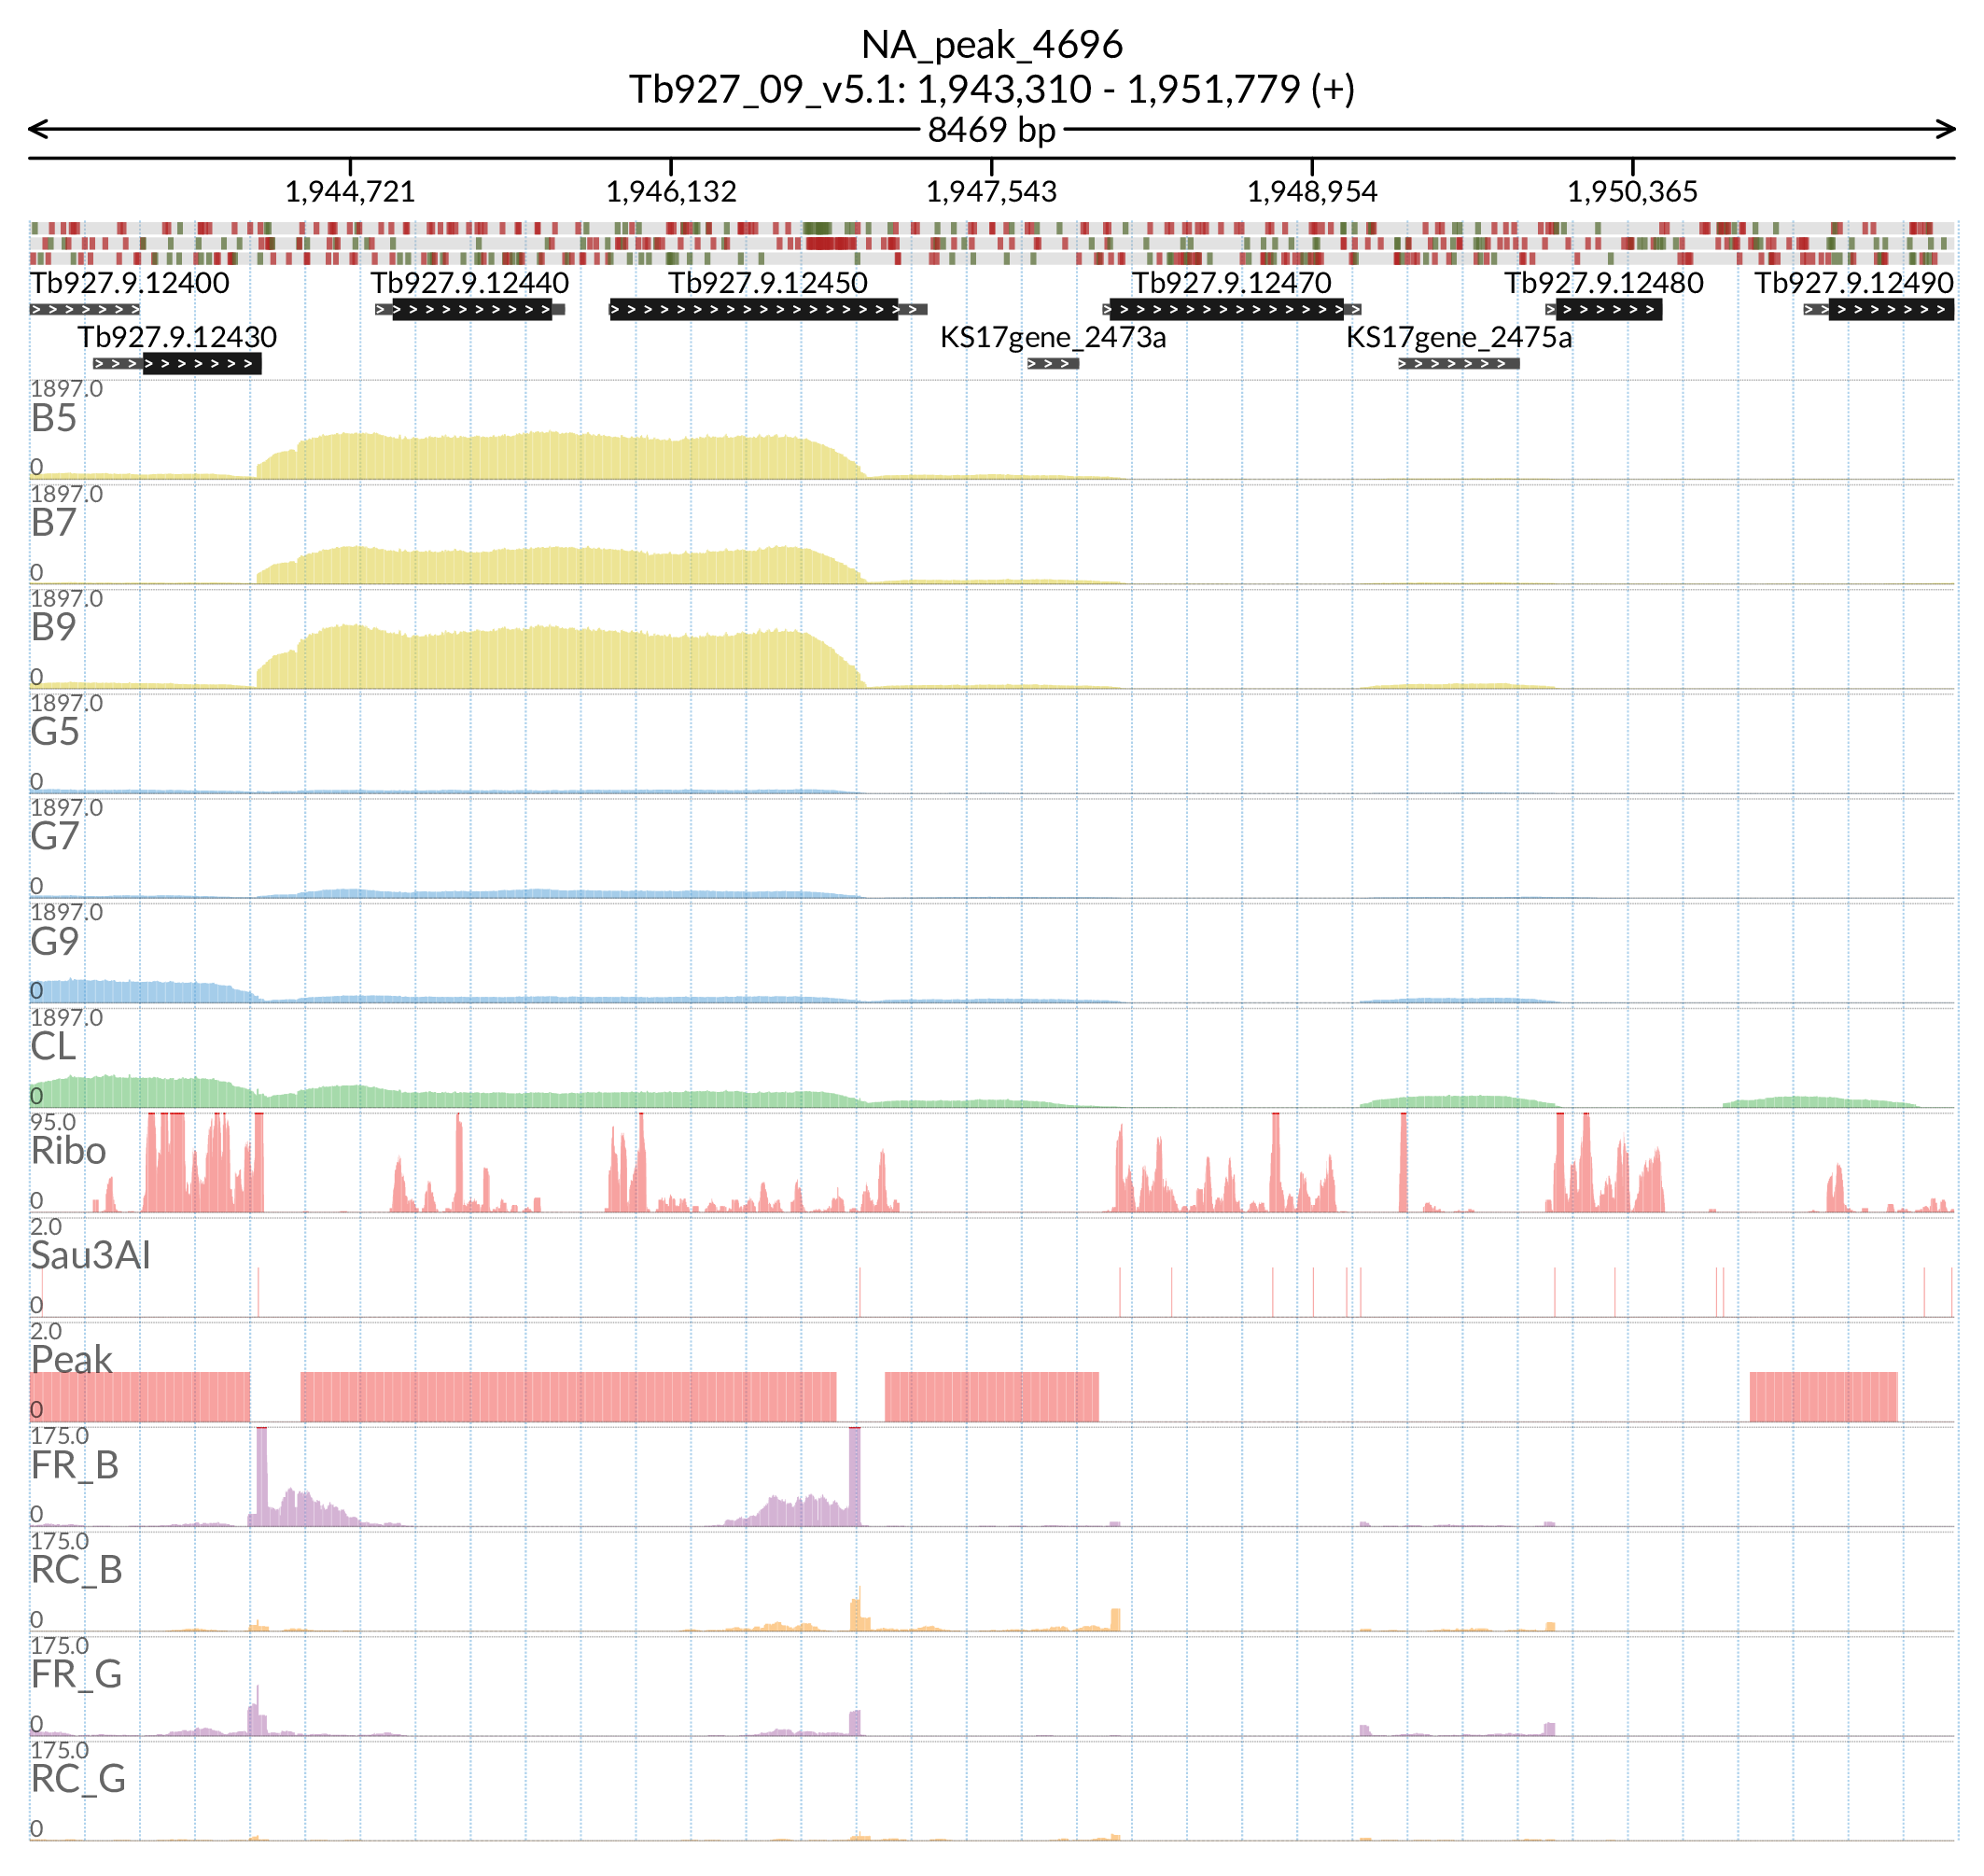 NA_peak_4696
Tb927_09_v5.1: 1,943,310 - 1,951,779 (+)
8469 bp
1,944,721 1,946,132 1,947,543 1,948,954 1,950,365
Tb927.9.12400 Tb927.9.12440 Tb927.9.12450 Tb927.9.12470 Tb927.9.12480 Tb927.9.12490
Tb927.9.12430 KS17gene_2473a KS17gene_2475a
1897.0
B5
0
1897.0
B7
0
1897.0
B9
0
1897.0
G5
0
1897.0
G7
0
1897.0
G9
0
1897.0
CL
0
95.0
Ribo
0
2.0
Sau3AI
0
2.0
Peak
0
175.0
FR_B
0
175.0
RC_B
0
175.0
FR_G
0
175.0
RC_G
0